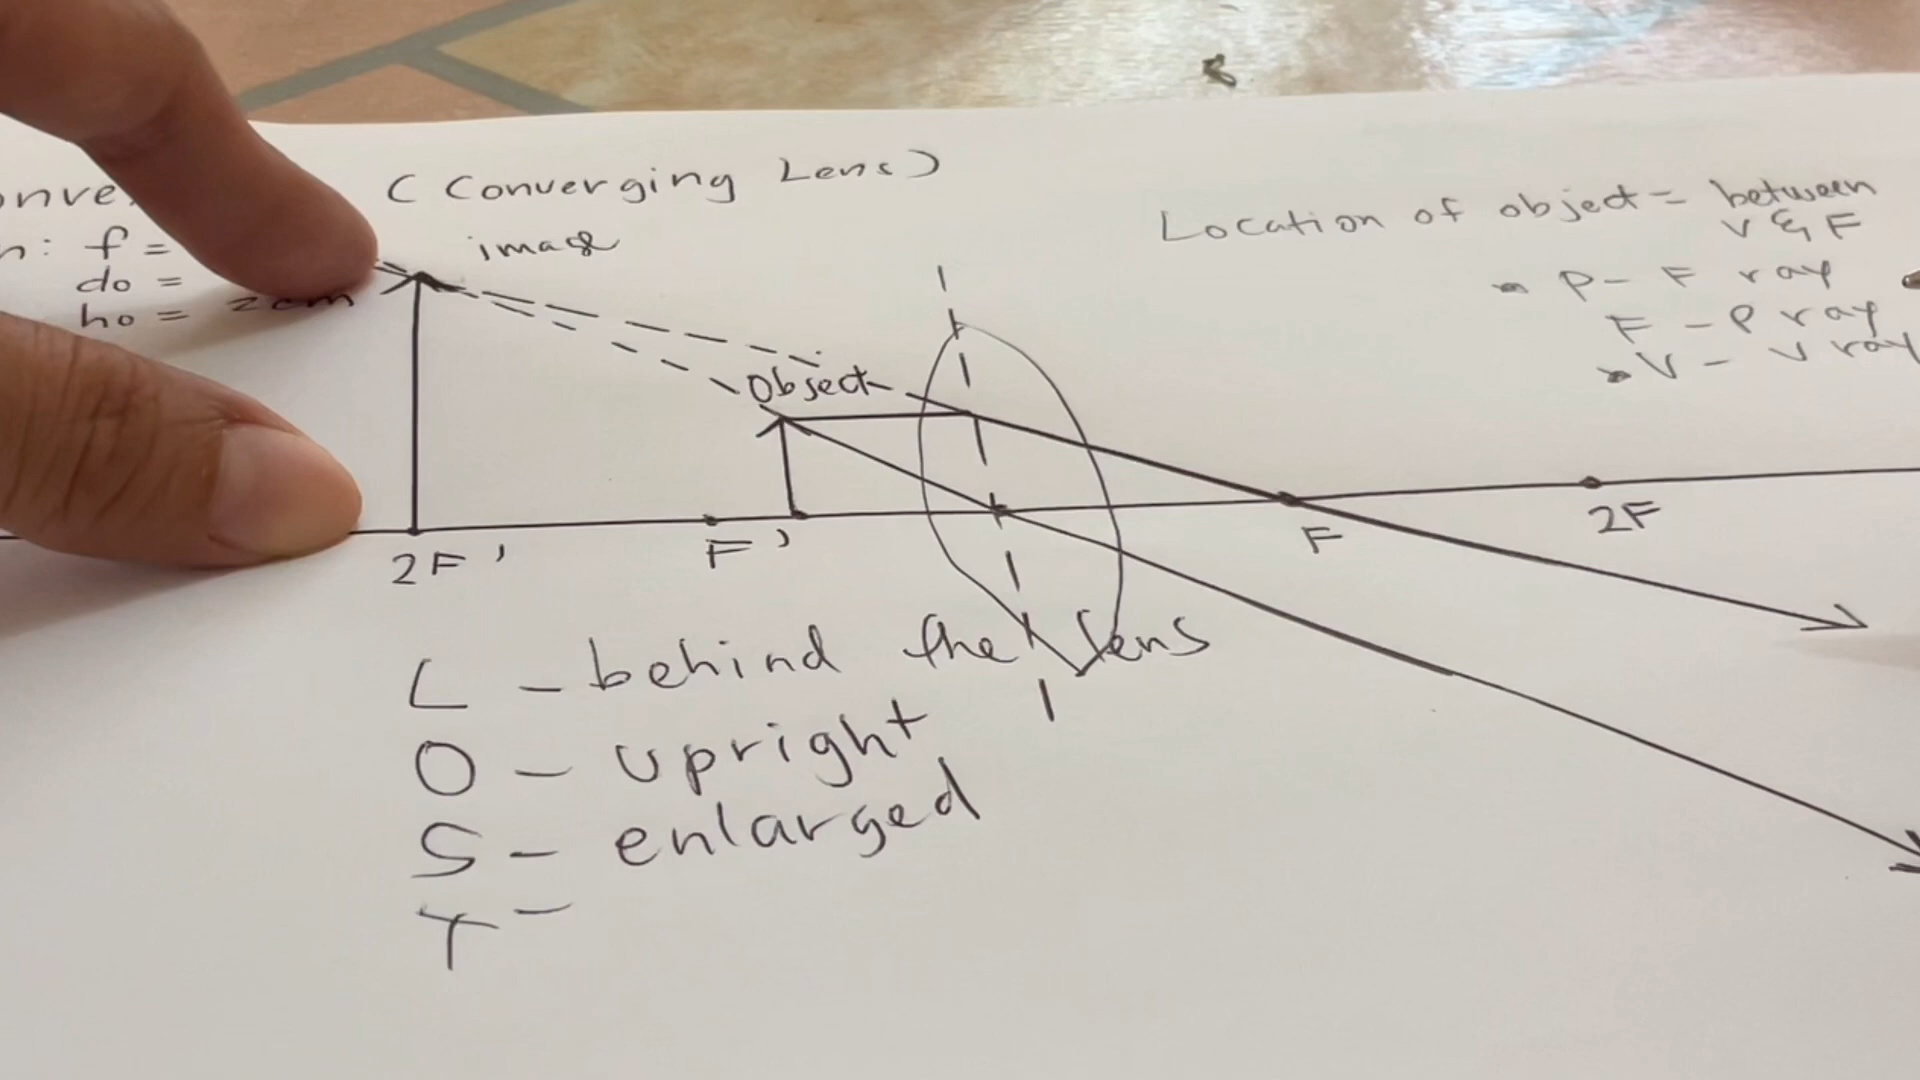 ( Converging Lens)
f =
do =
ho = 2cm
image
Location of object = between
V & F
P - F ray
F - P ray
V - V ray
Object
2F'
F'
F
2F
L - behind the lens
O - upright
S - enlarged
T -